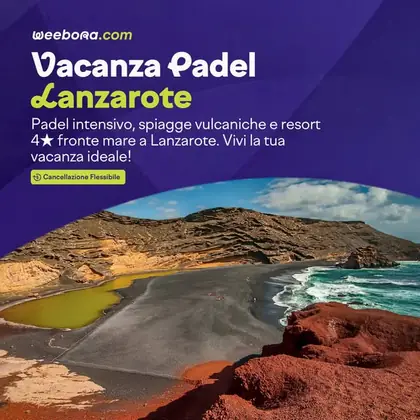 weebora.com
Vacanza Padel
Lanzarote
Padel intensivo, spiagge vulcaniche e resort
4★ fronte mare a Lanzarote. Vivi la tua
vacanza ideale!
Cancellazione Flessibile